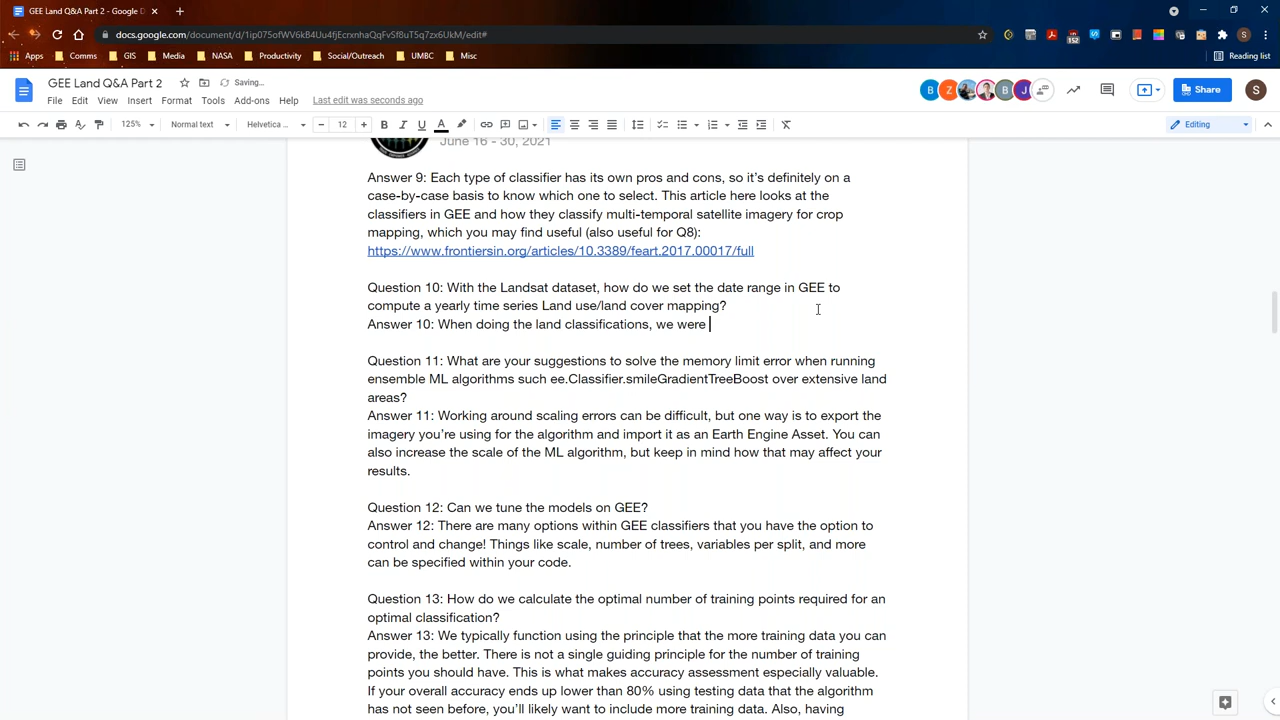 GEE Land Q&A Part 2 - Google D
docs.google.com/document/d/1ip075ofWV6kB4Uu4fjEcrxnhaQqFvSf8uT5q7zx6UkM/edit#
Apps Comms GIS Media NASA Productivity Social/Outreach UMBC Misc Reading list
GEE Land Q&A Part 2 Saving...
File Edit View Insert Format Tools Add-ons Help Last edit was seconds ago
B Z B J Share S
125% Normal text Helvetica ... 12 B I U A Editing
June 16 - 30, 2021
Answer 9: Each type of classifier has its own pros and cons, so it's definitely on a
case-by-case basis to know which one to select. This article here looks at the
classifiers in GEE and how they classify multi-temporal satellite imagery for crop
mapping, which you may find useful (also useful for Q8):
https://www.frontiersin.org/articles/10.3389/feart.2017.00017/full
Question 10: With the Landsat dataset, how do we set the date range in GEE to
compute a yearly time series Land use/land cover mapping?
Answer 10: When doing the land classifications, we were
Question 11: What are your suggestions to solve the memory limit error when running
ensemble ML algorithms such ee.Classifier.smileGradientTreeBoost over extensive land
areas?
Answer 11: Working around scaling errors can be difficult, but one way is to export the
imagery you're using for the algorithm and import it as an Earth Engine Asset. You can
also increase the scale of the ML algorithm, but keep in mind how that may affect your
results.
Question 12: Can we tune the models on GEE?
Answer 12: There are many options within GEE classifiers that you have the option to
control and change! Things like scale, number of trees, variables per split, and more
can be specified within your code.
Question 13: How do we calculate the optimal number of training points required for an
optimal classification?
Answer 13: We typically function using the principle that the more training data you can
provide, the better. There is not a single guiding principle for the number of training
points you should have. This is what makes accuracy assessment especially valuable.
If your overall accuracy ends up lower than 80% using testing data that the algorithm
has not seen before, you'll likely want to include more training data. Also, having